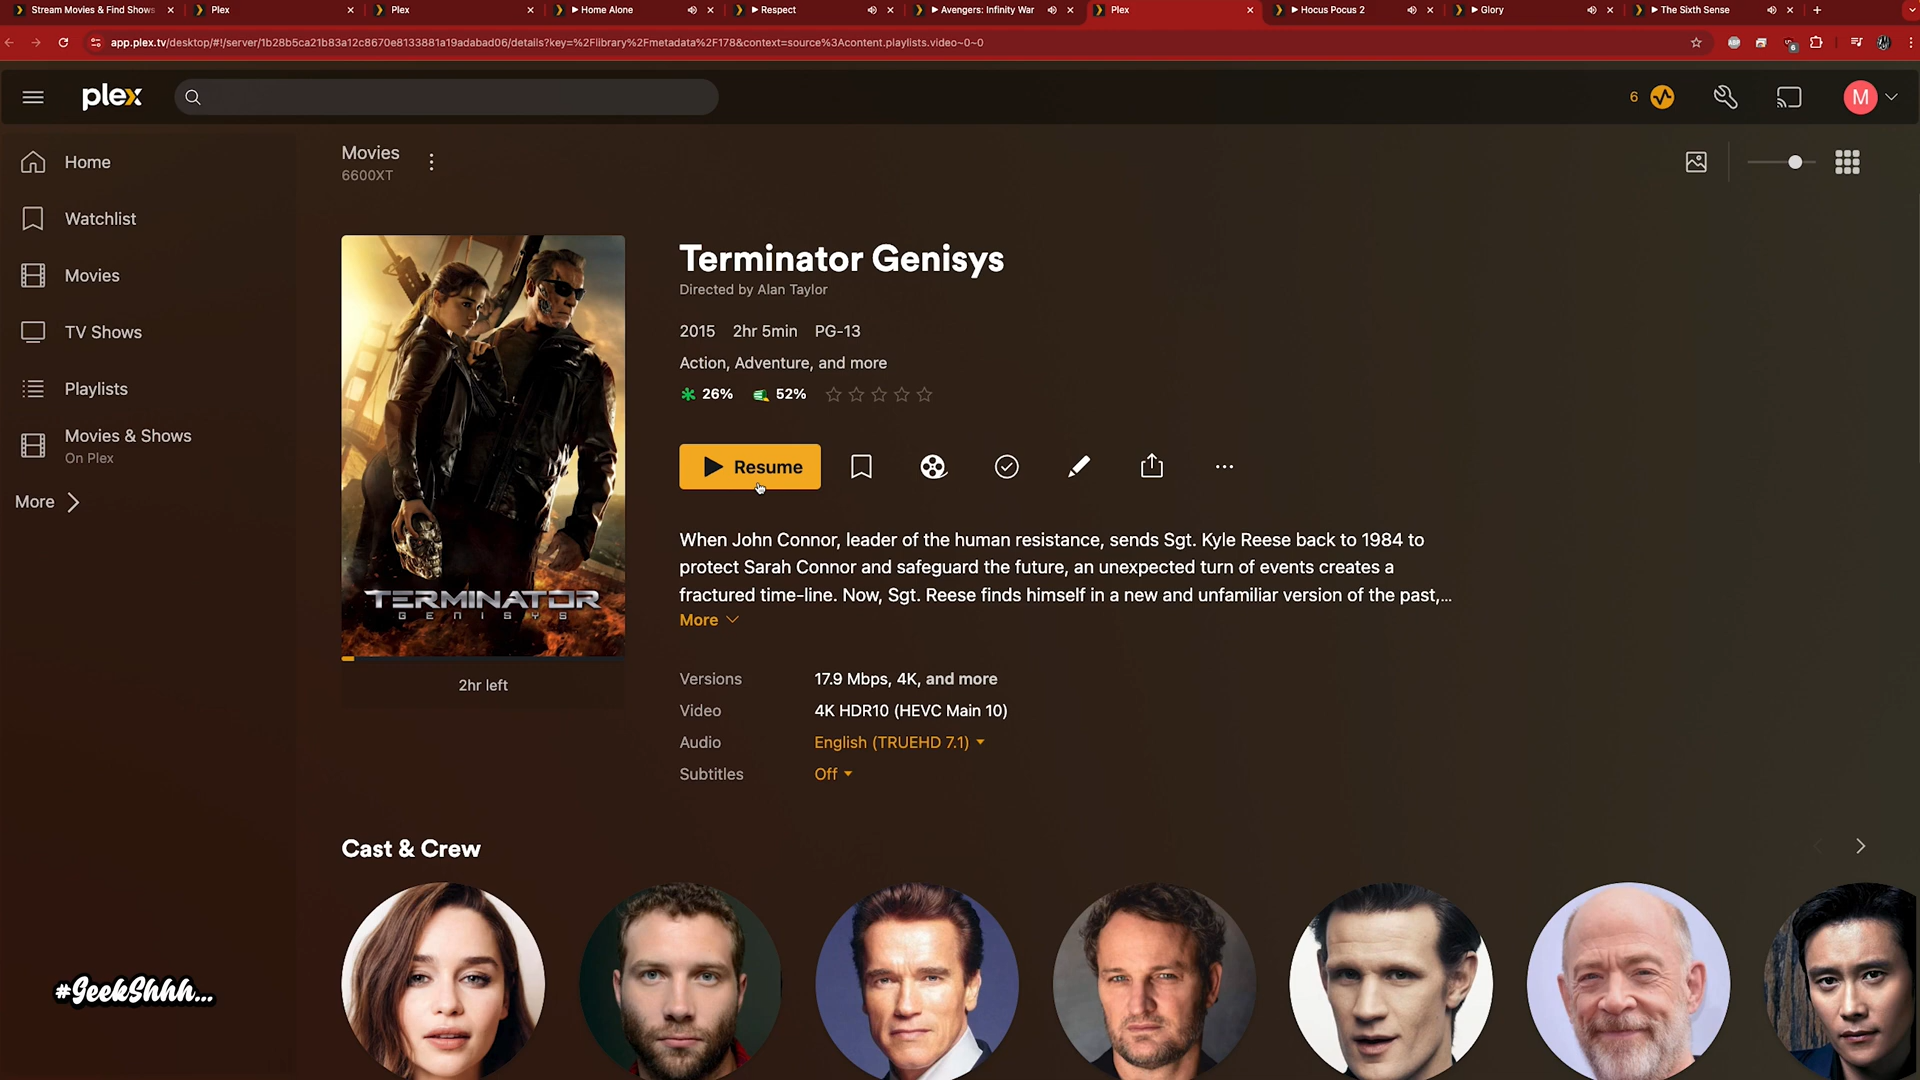 Stream Movies & Find Shows
Plex
Plex
Home Alone
Respect
Avengers: Infinity War
Plex
Hocus Pocus 2
Glory
The Sixth Sense
app.plex.tv/desktop/#!/server/1b28b5ca21b83a12c8670e8133881a19adabad06/details?key=%2Flibrary%2Fmetadata%2F178&context=source%3Acontent.playlists.video~0~0
6
plex
6
M
Home
Watchlist
Movies
TV Shows
Playlists
Movies & Shows
On Plex
More
Movies
6600XT
TERMINATOR
GENISYS
2hr left
Terminator Genisys
Directed by Alan Taylor
2015 2hr 5min PG-13
Action, Adventure, and more
26% 52%
Resume
When John Connor, leader of the human resistance, sends Sgt. Kyle Reese back to 1984 to
protect Sarah Connor and safeguard the future, an unexpected turn of events creates a
fractured time-line. Now, Sgt. Reese finds himself in a new and unfamiliar version of the past,...
More
Versions 17.9 Mbps, 4K, and more
Video 4K HDR10 (HEVC Main 10)
Audio English (TRUEHD 7.1)
Subtitles Off
Cast & Crew
#GeekShhh...